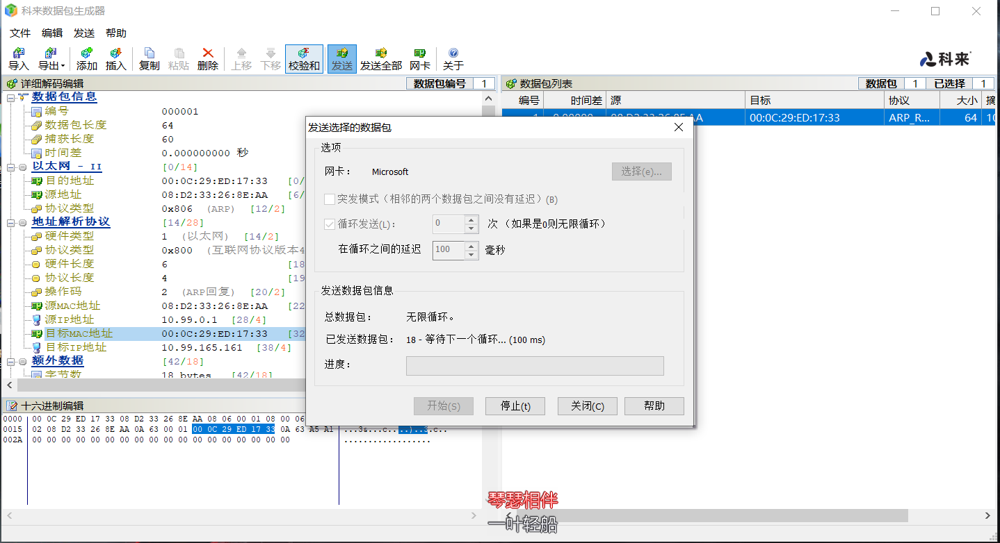 科来数据包生成器
文件 编辑 发送 帮助
导入 导出 添加 插入 复制 粘贴 删除 上移 下移 校验和 发送 发送全部 网卡 关于
科来
详细解码编辑 数据包编号 1
数据包信息
编号 000001
数据包长度 64
捕获长度 60
时间差 0.000000000 秒
以太网 - II [0/14]
目的地址 00:0C:29:ED:17:33 [0/
源地址 08:D2:33:26:8E:AA [6/
协议类型 0x806 (ARP) [12/2]
地址解析协议 [14/28]
硬件类型 1 (以太网) [14/2]
协议类型 0x800 (互联网协议版本4
硬件长度 6 [18
协议长度 4 [19
操作码 2 (ARP回复) [20/2]
源MAC地址 08:D2:33:26:8E:AA [22
源IP地址 10.99.0.1 [28/4]
目标MAC地址 00:0C:29:ED:17:33 [32
目标IP地址 10.99.165.161 [38/4]
额外数据 [42/18]
字节数 18 bytes [42/18]
十六进制编辑
0000 00 0C 29 ED 17 33 08 D2 33 26 8E AA 08 06 00 01 08 00 06
0015 02 08 D2 33 26 8E AA 0A 63 00 01 00 0C 29 ED 17 33 0A 63 A5 A1 ...3&...c.....)..3.c..
002A 00 00 00 00 00 00 00 00 00 00 00 00 00 00 00 00 00 00 ..................
数据包列表 数据包 1 已选择 1
编号 时间差 源 目标 协议 大小 摘
00:0C:29:ED:17:33 ARP_R... 64 10
发送选择的数据包
选项
网卡： Microsoft 选择(e)...
突发模式（相邻的两个数据包之间没有延迟）(B)
循环发送(L)： 0 次（如果是0则无限循环）
在循环之间的延迟 100 毫秒
发送数据包信息
总数据包： 无限循环。
已发送数据包： 18 - 等待下一个循环... (100 ms)
进度：
开始(S) 停止(t) 关闭(C) 帮助
琴瑟相伴
一叶轻船